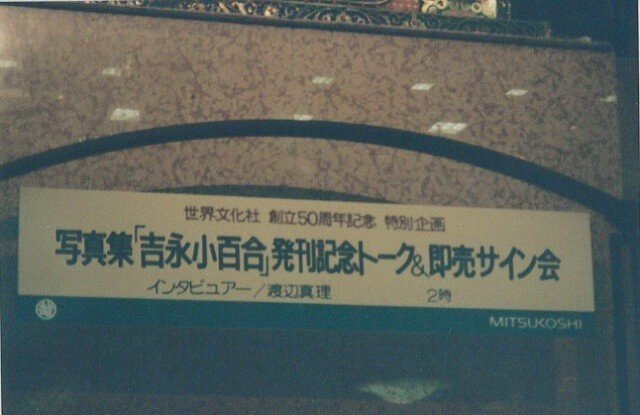 世界文化社 創立50周年記念 特別企画
写真集「吉永小百合」発刊記念トーク&即売サイン会
インタビュアー/渡辺真理 2時
MITSUKOSHI